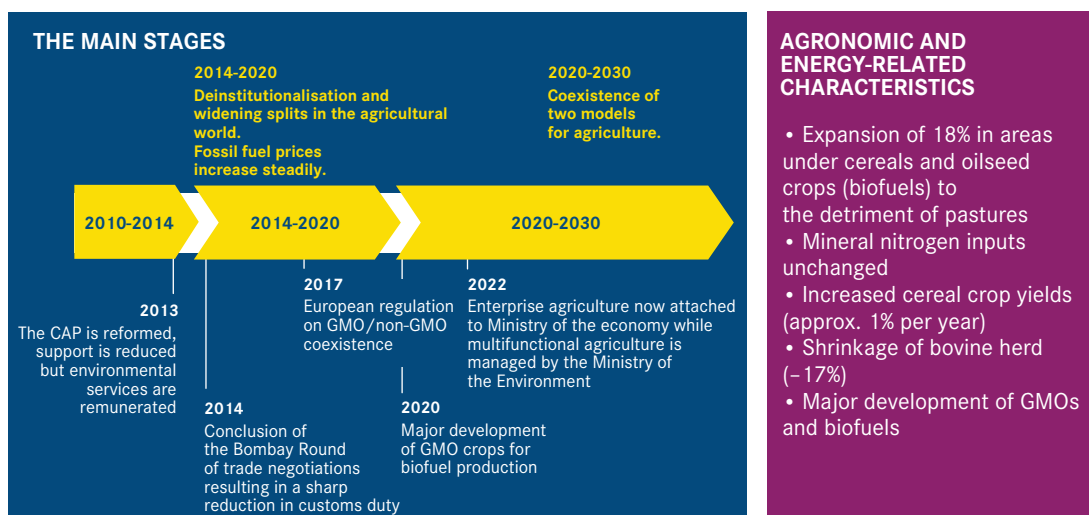 THE MAIN STAGES
2014-2020
Deinstitutionalisation and
widening splits in the agricultural
world.
Fossil fuel prices
increase steadily.
2020-2030
Coexistence of
two models
for agriculture.
2010-2014
2014-2020
2020-2030
2013
The CAP is reformed,
support is reduced
but environmental
services are
remunerated
2014
Conclusion of
the Bombay Round
of trade negotiations
resulting in a sharp
reduction in customs duty
2017
European regulation
on GMO/non-GMO
coexistence
2020
Major development
of GMO crops for
biofuel production
2022
Enterprise agriculture now attached
to Ministry of the economy while
multifunctional agriculture is
managed by the Ministry of
the Environment
AGRONOMIC AND
ENERGY-RELATED
CHARACTERISTICS
• Expansion of 18% in areas
under cereals and oilseed
crops (biofuels) to
the detriment of pastures
• Mineral nitrogen inputs
unchanged
• Increased cereal crop yields
(approx. 1% per year)
• Shrinkage of bovine herd
(–17%)
• Major development of GMOs
and biofuels